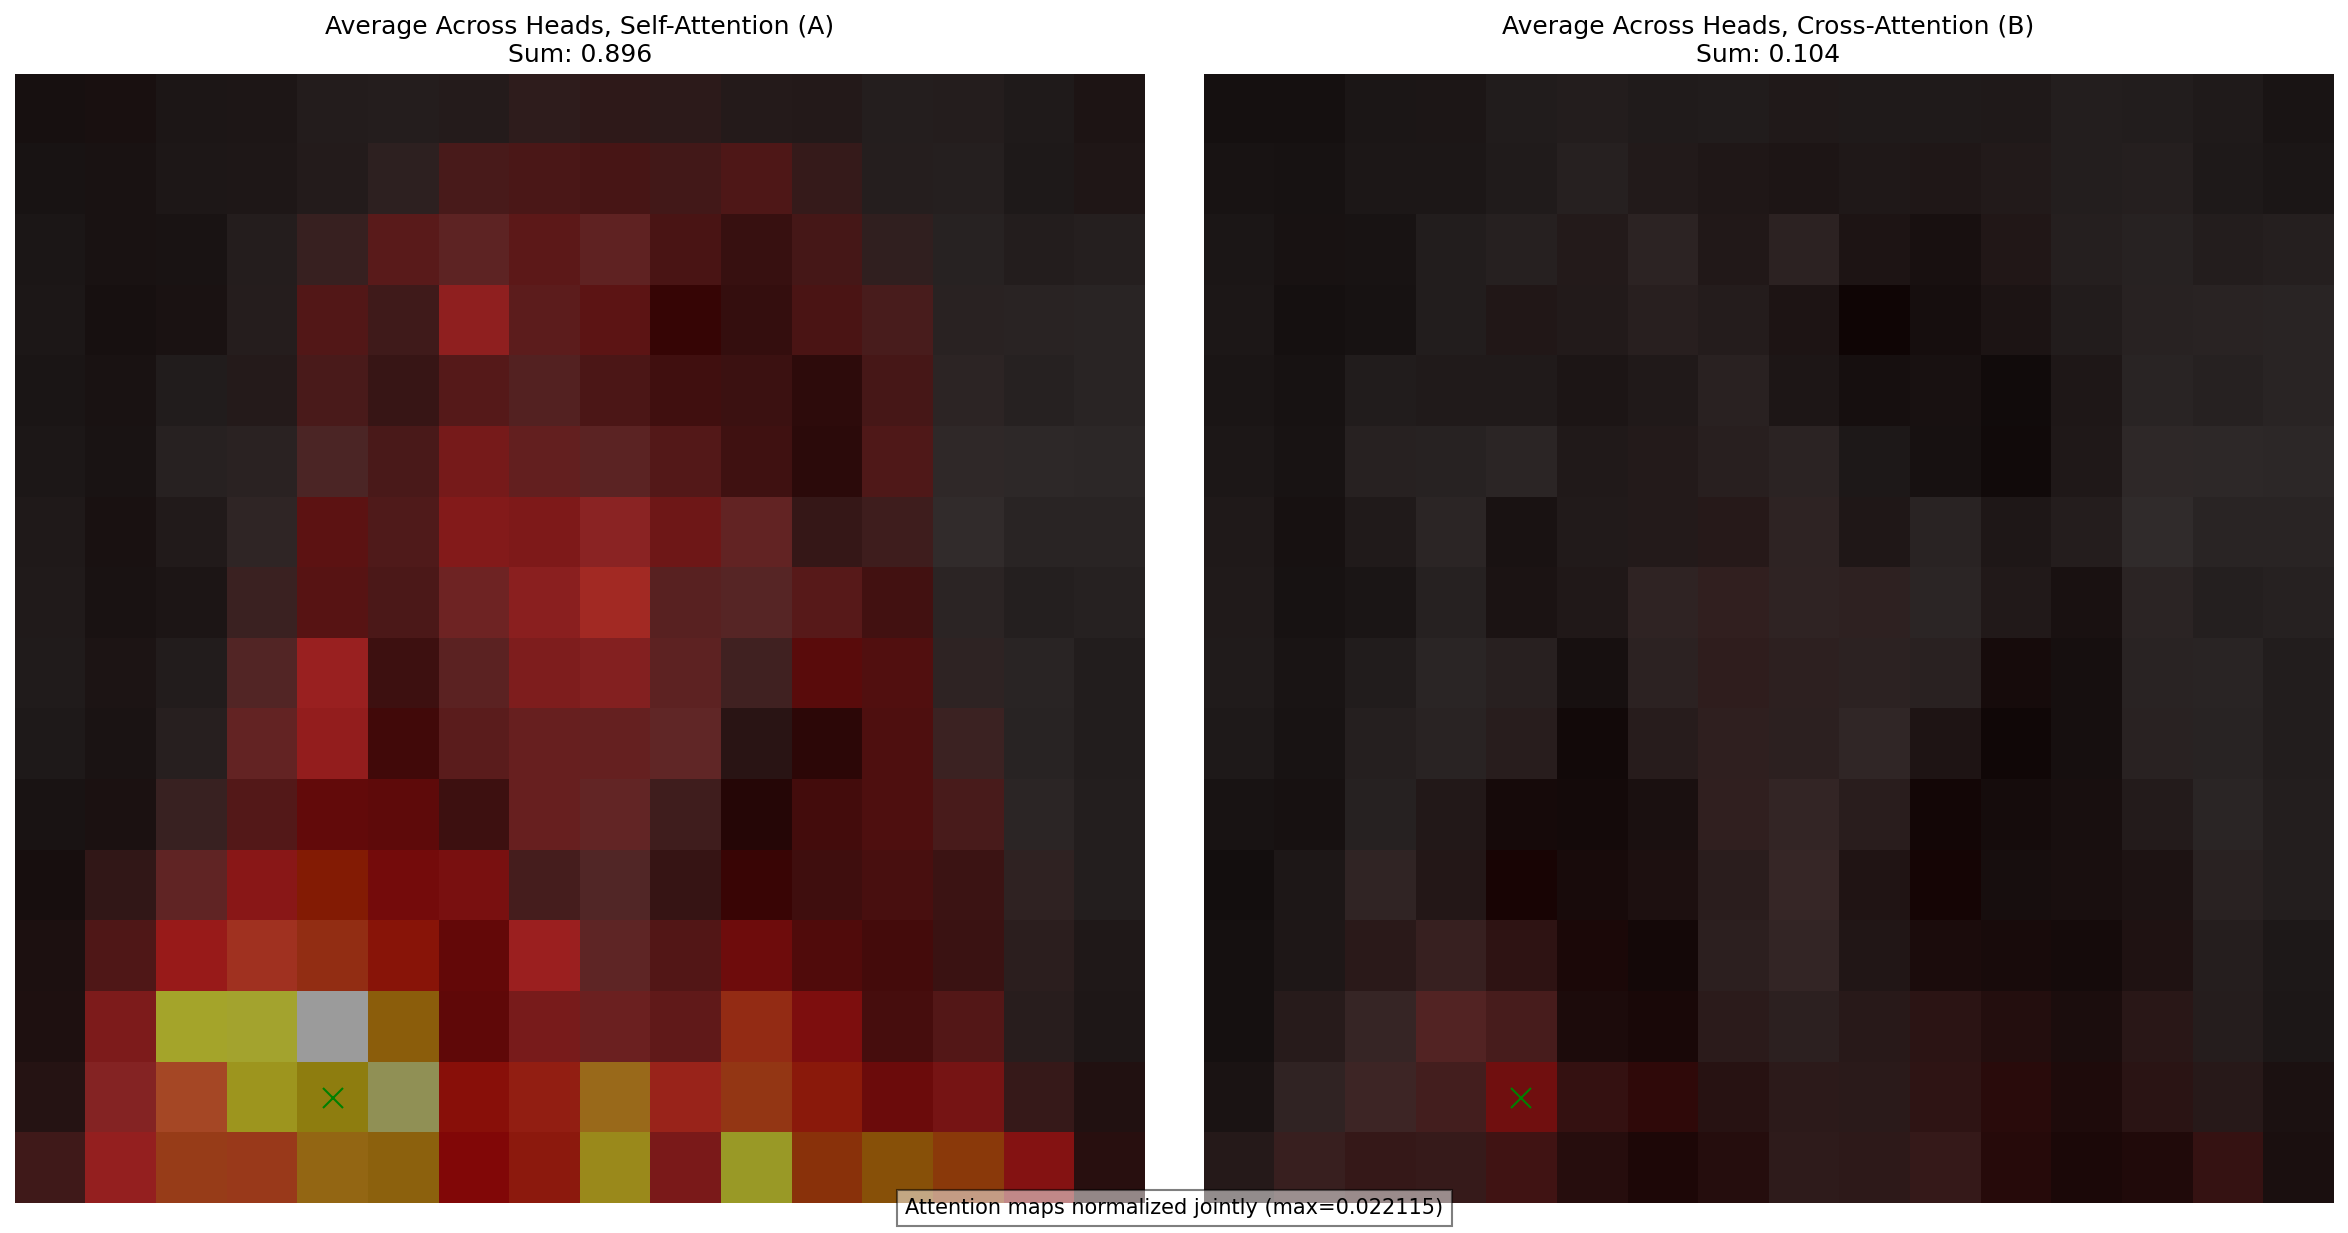 Average Across Heads, Self-Attention (A)
Sum: 0.896
Average Across Heads, Cross-Attention (B)
Sum: 0.104
Attention maps normalized jointly (max=0.022115)